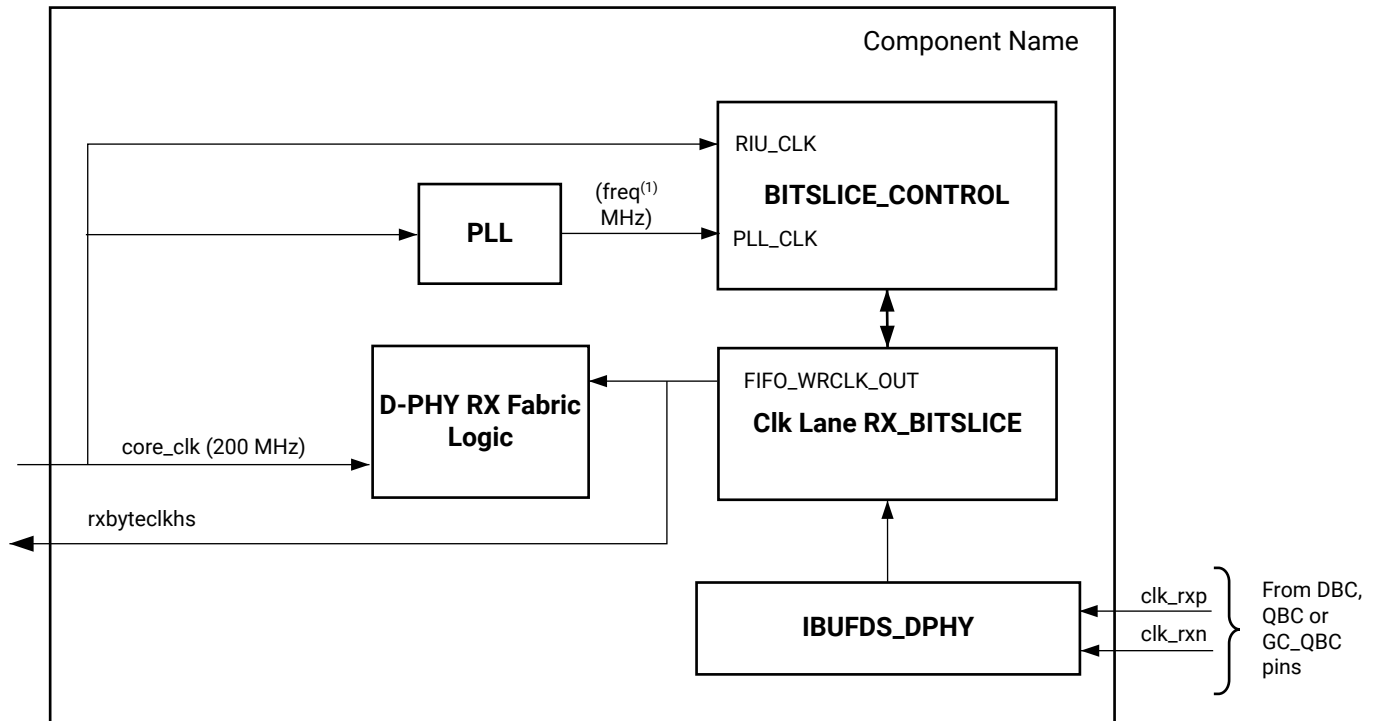 Component Name
RIU_CLK
BITSLICE_CONTROL
(freq(1)
MHz)
PLL
PLL_CLK
FIFO_WRCLK_OUT
D-PHY RX Fabric
Logic
Clk Lane RX_BITSLICE
core_clk (200 MHz)
rxbyteclkhs
clk_rxp
clk_rxn
IBUFDS_DPHY
From DBC,
QBC or
GC_QBC
pins